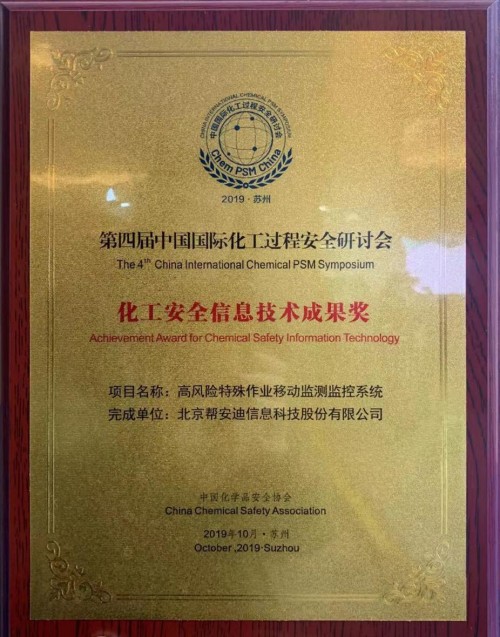 CHINA INTERNATIONAL CHEMICAL PSM SYMPOSIUM
中国国际化工过程安全研讨会
Chem PSM China
2019·苏州
第四届中国国际化工过程安全研讨会
The 4th China International Chemical PSM Symposium
化工安全信息技术成果奖
Achievement Award for Chemical Safety Information Technology
项目名称：高风险特殊作业移动监测监控系统
完成单位：北京帮安迪信息科技股份有限公司
中国化学品安全协会
China Chemical Safety Association
2019年10月·苏州
October ,2019·Suzhou